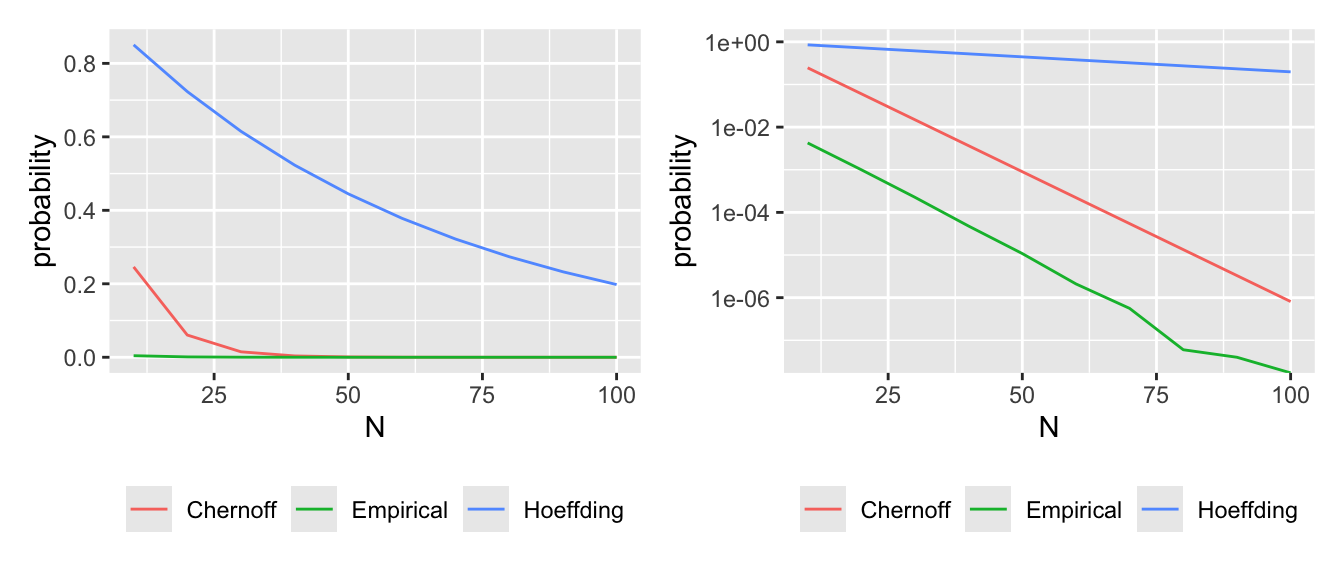 probability
0.8
0.6
0.4
0.2
0.0
25 50 75 100
N
Chernoff Empirical Hoeffding
probability
1e+00
1e-02
1e-04
1e-06
25 50 75 100
N
Chernoff Empirical Hoeffding